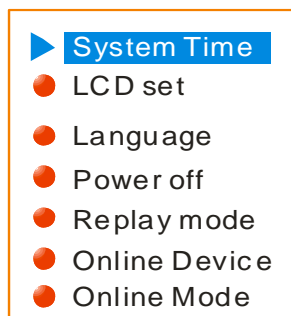 System Time
LCD set
Language
Power off
Replay mode
Online Device
Online Mode